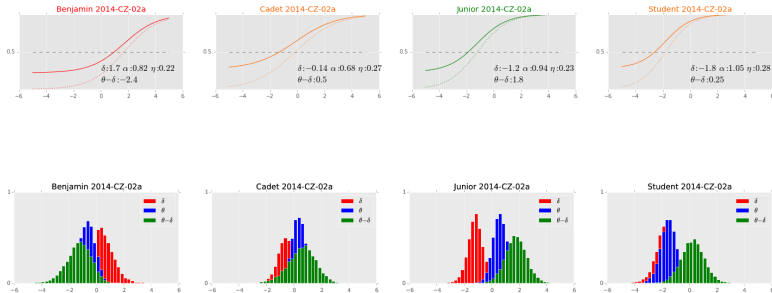 Benjamin 2014-CZ-02a
Cadet 2014-CZ-02a
Junior 2014-CZ-02a
Student 2014-CZ-02a
0.5
δ:1.7 α:0.82 η:0.22
θ−δ:−2.4
−6 −4 −2 0 2 4 6
0.5
δ:−0.14 α:0.68 η:0.27
θ−δ:0.5
−6 −4 −2 0 2 4 6
0.5
δ:−1.2 α:0.94 η:0.23
θ−δ:1.8
−6 −4 −2 0 2 4 6
0.5
δ:−1.8 α:1.05 η:0.28
θ−δ:0.25
−6 −4 −2 0 2 4 6
Benjamin 2014-CZ-02a
1
δ
θ
θ−δ
0
−6 −4 −2 0 2 4 6
Cadet 2014-CZ-02a
1
δ
θ
θ−δ
0
−6 −4 −2 0 2 4 6
Junior 2014-CZ-02a
1
δ
θ
θ−δ
0
−6 −4 −2 0 2 4 6
Student 2014-CZ-02a
1
δ
θ
θ−δ
0
−6 −4 −2 0 2 4 6